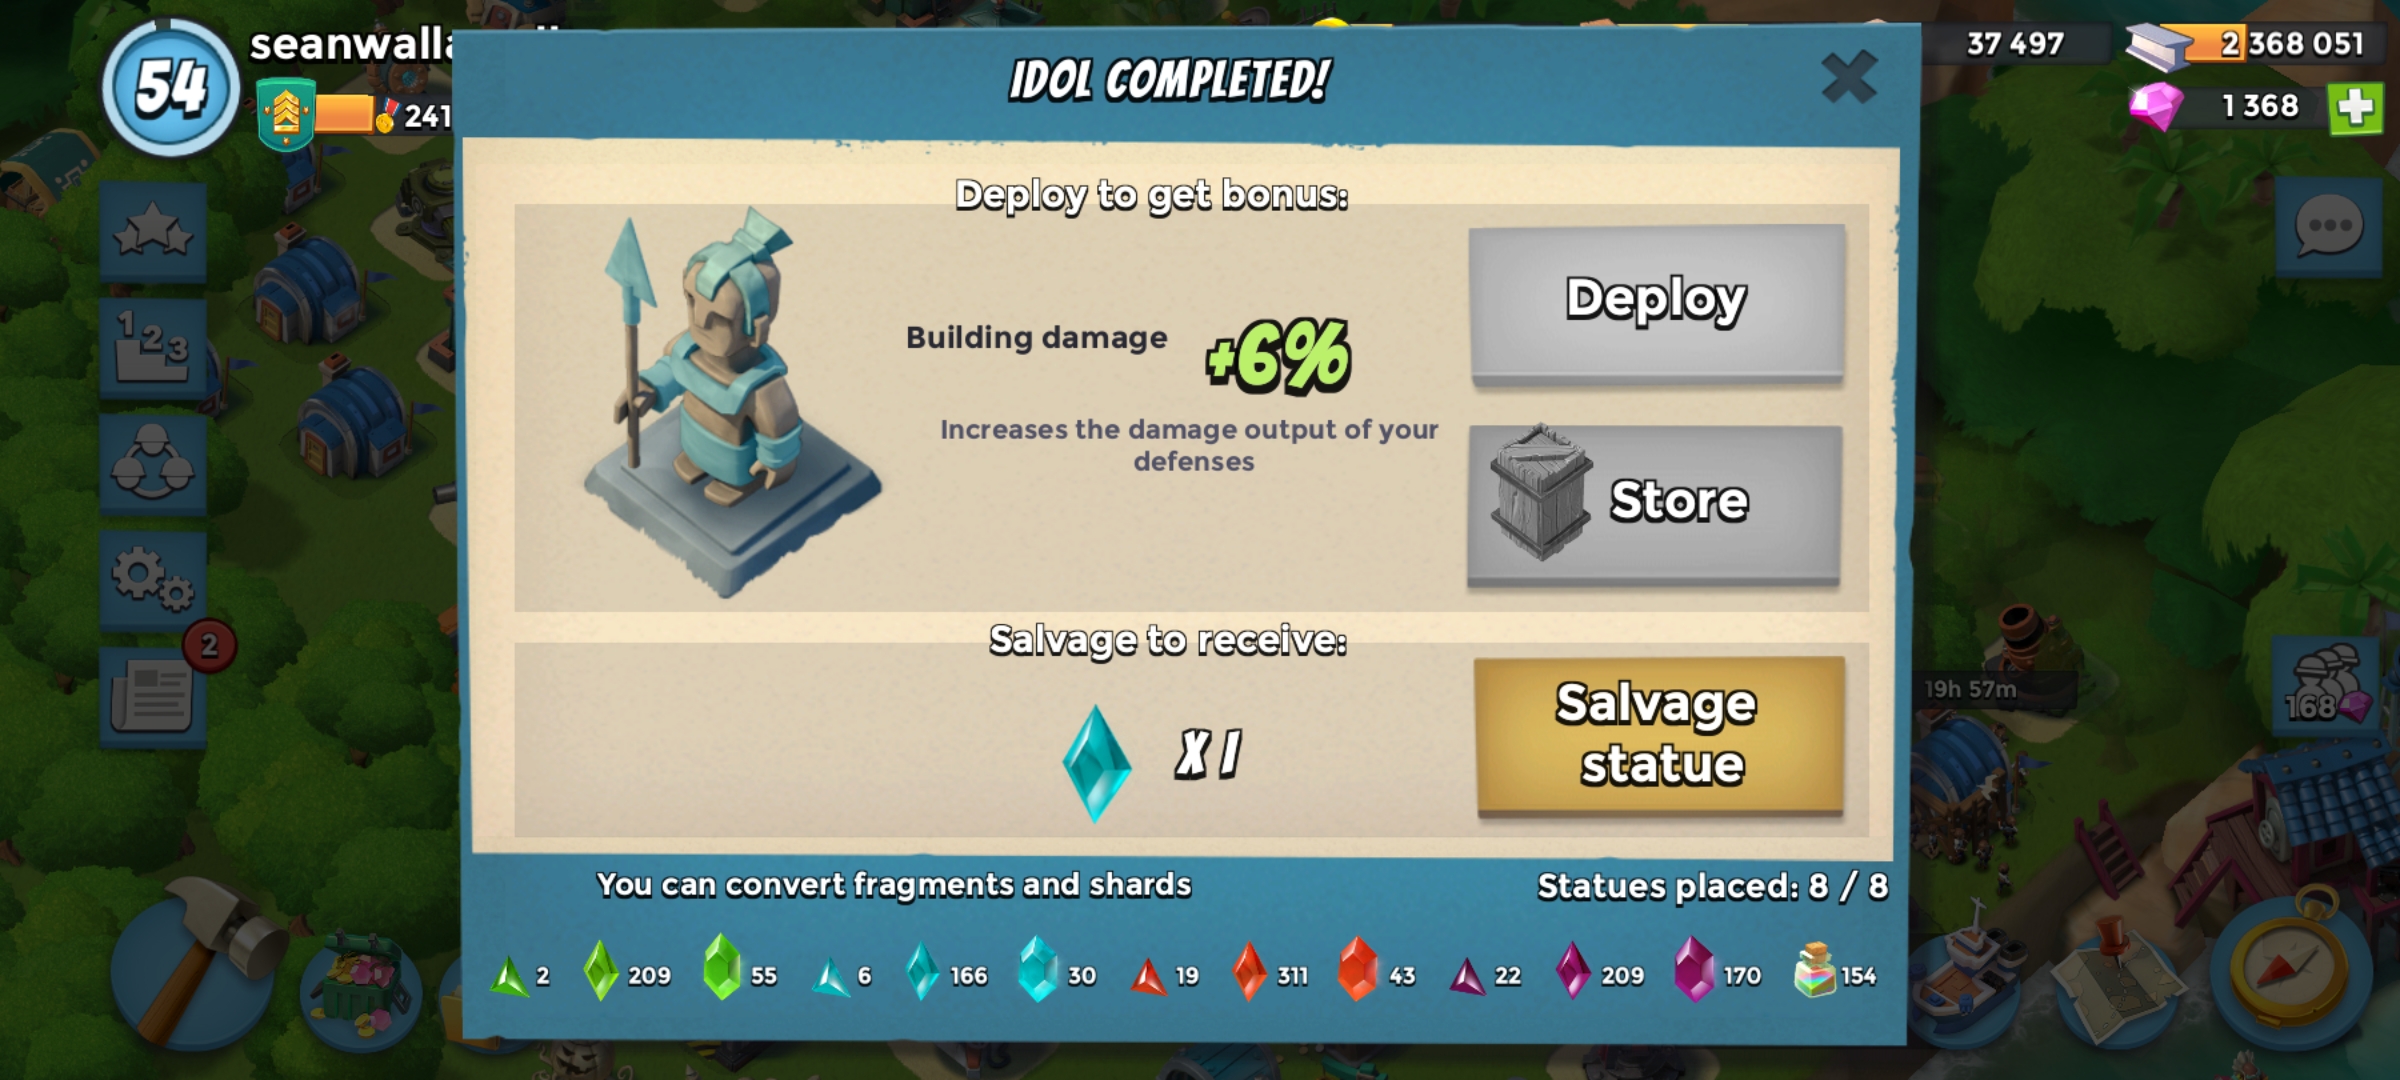 54
241
IDOL COMPLETED!
37 497
2 368 051
1 368
Deploy to get bonus:
Building damage
+6%
Increases the damage output of your
defenses
Deploy
Store
1 2 3
2
Salvage to receive:
X 1
Salvage
statue
19h 57m
168
You can convert fragments and shards
Statues placed: 8 / 8
2
209
55
6
166
30
19
311
43
22
209
170
154